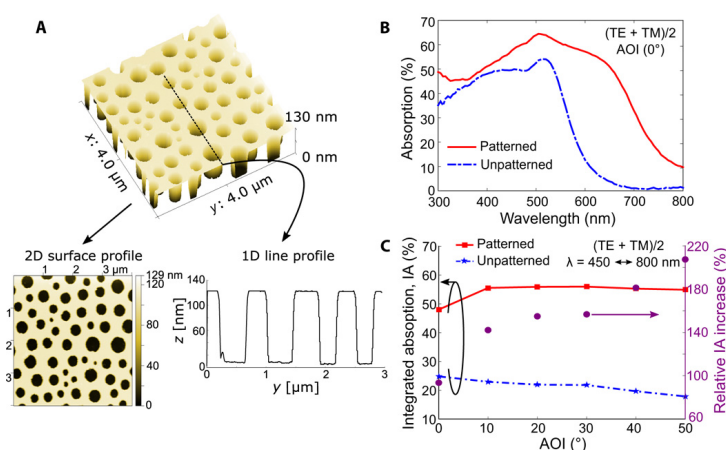 A
130 nm
0 nm
x: 4.0 μm
y: 4.0 μm
2D surface profile
1 2 3 μm
1
2
3
129 nm
120
80
40
0
1D line profile
z [nm]
140
100
60
0
0 1 2 3
y [μm]
B
Absorption (%)
70
60
50
40
30
20
10
0
(TE + TM)/2
AOI (0°)
Patterned
Unpatterned
300 400 500 600 700 800
Wavelength (nm)
C
Patterned
Unpatterned
(TE + TM)/2
λ = 450 ↔ 800 nm
Integrated absoption, IA (%)
70
60
50
40
30
20
10
220
180
140
100
60
Relative IA increase (%)
0 10 20 30 40 50
AOI (°)